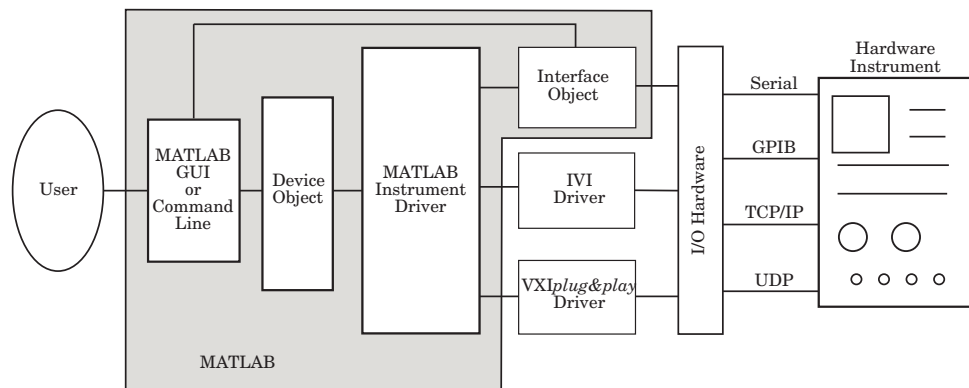 User
MATLAB
GUI
or
Command
Line
Device
Object
MATLAB
Instrument
Driver
Interface
Object
IVI
Driver
VXIplug&play
Driver
I/O Hardware
Serial
GPIB
TCP/IP
UDP
Hardware
Instrument
MATLAB